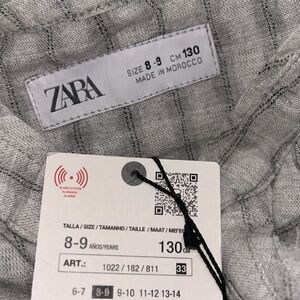 ZARA
SIZE 8-9 CM 130
MADE IN MOROCCO
TALLA / SIZE / TAMANHO / TAILLE / MAAT /
8-9 AÑOS/YEARS 130
ART.: 1022 / 182 / 811 33
6-7 8-9 9-10 11-12 13-14